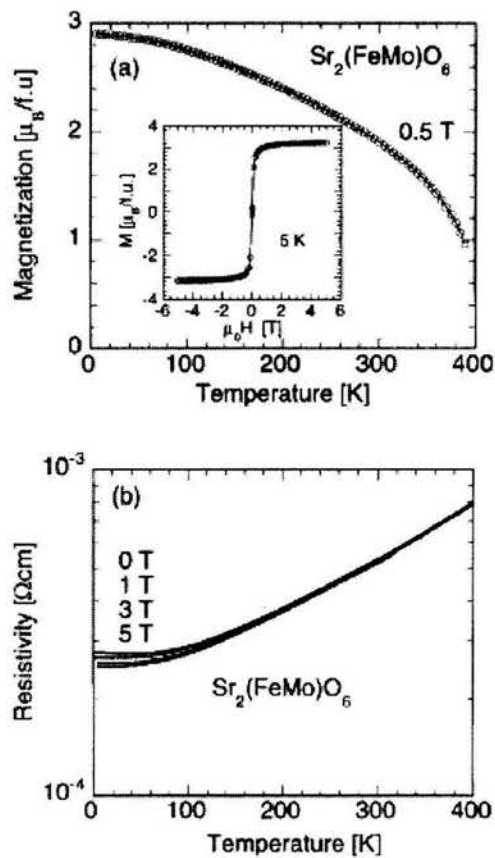 3
(a)
Sr₂(FeMo)O₆
0.5 T
2
1
0
Magnetization [μB/f.u]
4
2
0
-2
-4
M [μB/f.u.]
5 K
-6 -4 -2 0 2 4 6
μ₀H [T]
0 100 200 300 400
Temperature [K]
10⁻³
(b)
0 T
1 T
3 T
5 T
Sr₂(FeMo)O₆
10⁻⁴
Resistivity [Ωcm]
0 100 200 300 400
Temperature [K]